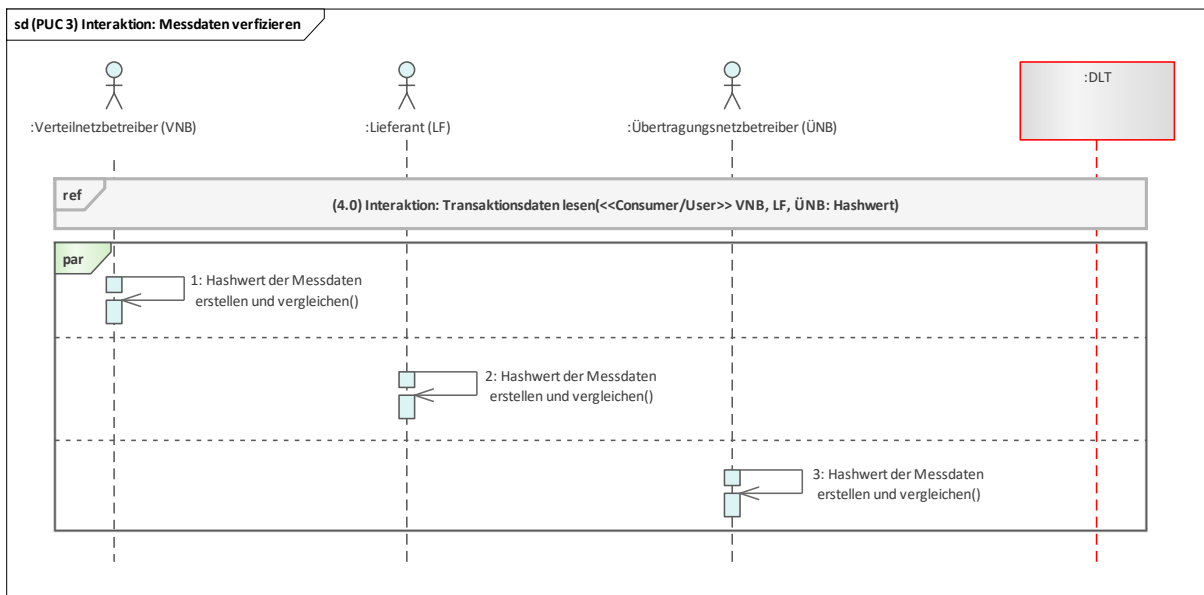 sd (PUC 3) Interaktion: Messdaten verfizieren
:Verteilnetzbetreiber (VNB)
:Lieferant (LF)
:Übertragungsnetzbetreiber (ÜNB)
:DLT
ref
(4.0) Interaktion: Transaktionsdaten lesen(<<Consumer/User>> VNB, LF, ÜNB: Hashwert)
par
1: Hashwert der Messdaten
erstellen und vergleichen()
2: Hashwert der Messdaten
erstellen und vergleichen()
3: Hashwert der Messdaten
erstellen und vergleichen()